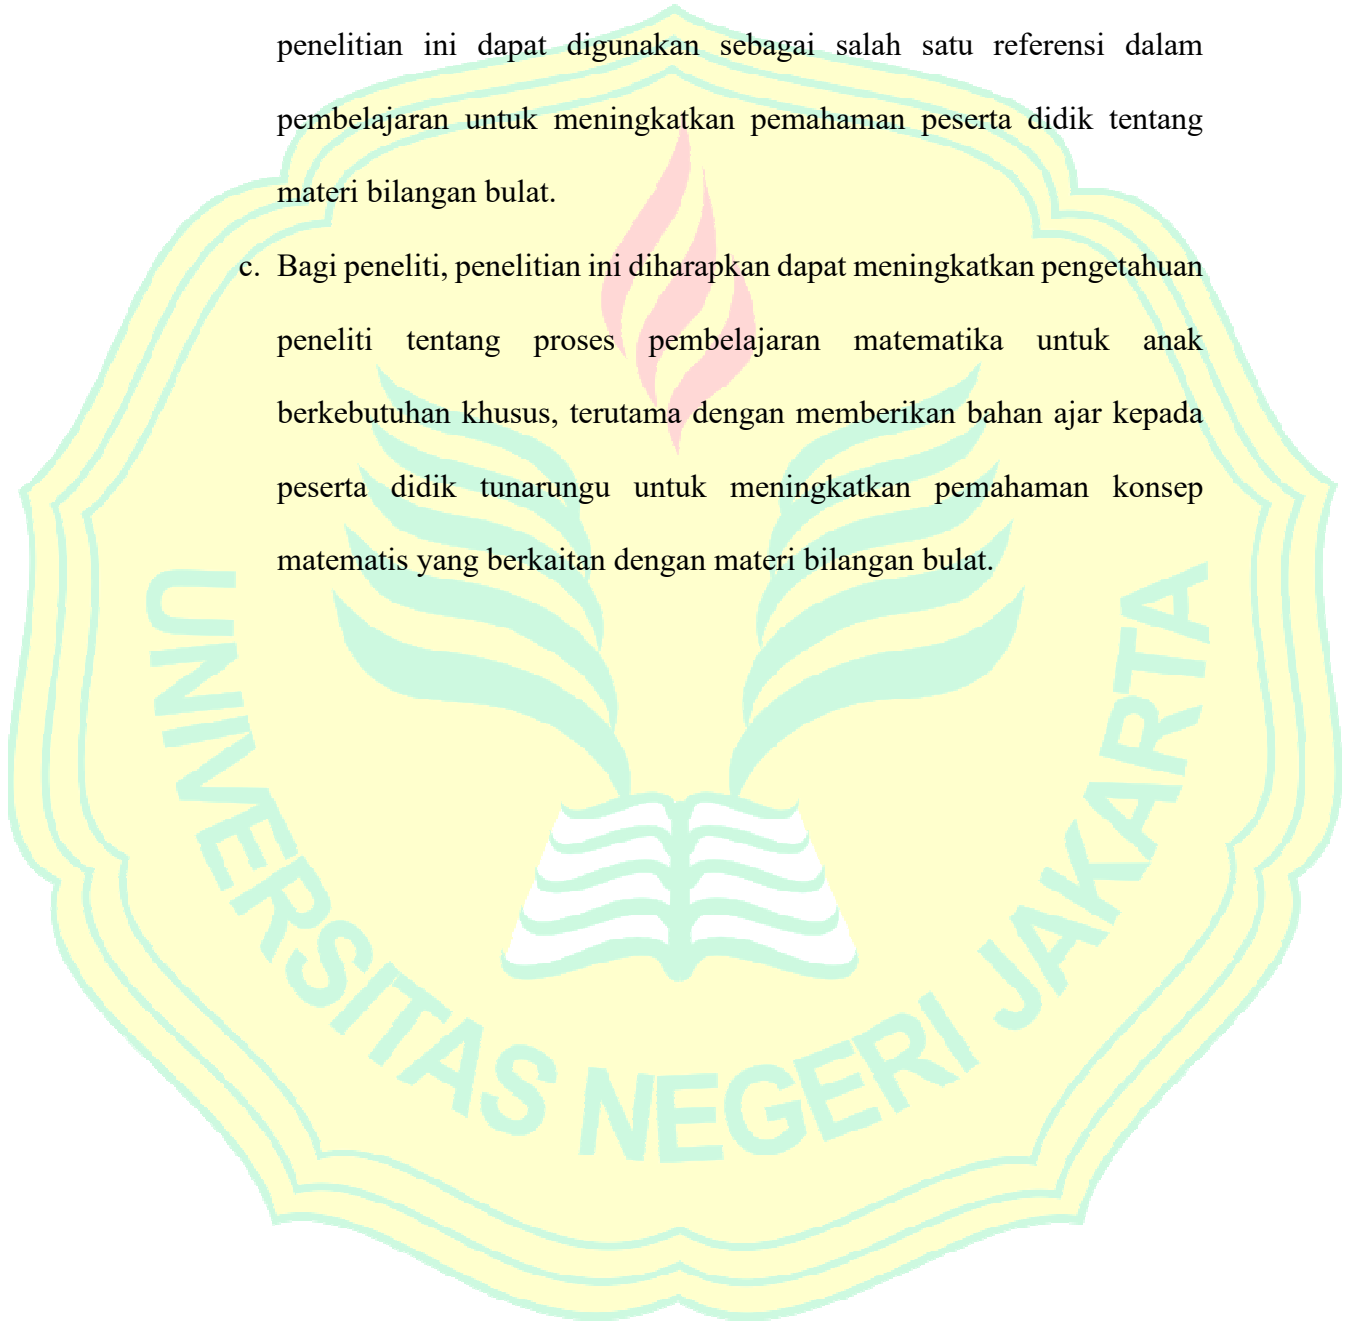 penelitian ini dapat digunakan sebagai salah satu referensi dalam
pembelajaran untuk meningkatkan pemahaman peserta didik tentang
materi bilangan bulat.
c. Bagi peneliti, penelitian ini diharapkan dapat meningkatkan pengetahuan
peneliti tentang proses pembelajaran matematika untuk anak
berkebutuhan khusus, terutama dengan memberikan bahan ajar kepada
peserta didik tunarungu untuk meningkatkan pemahaman konsep
matematis yang berkaitan dengan materi bilangan bulat.
UNIVERSITAS NEGERI JAKARTA